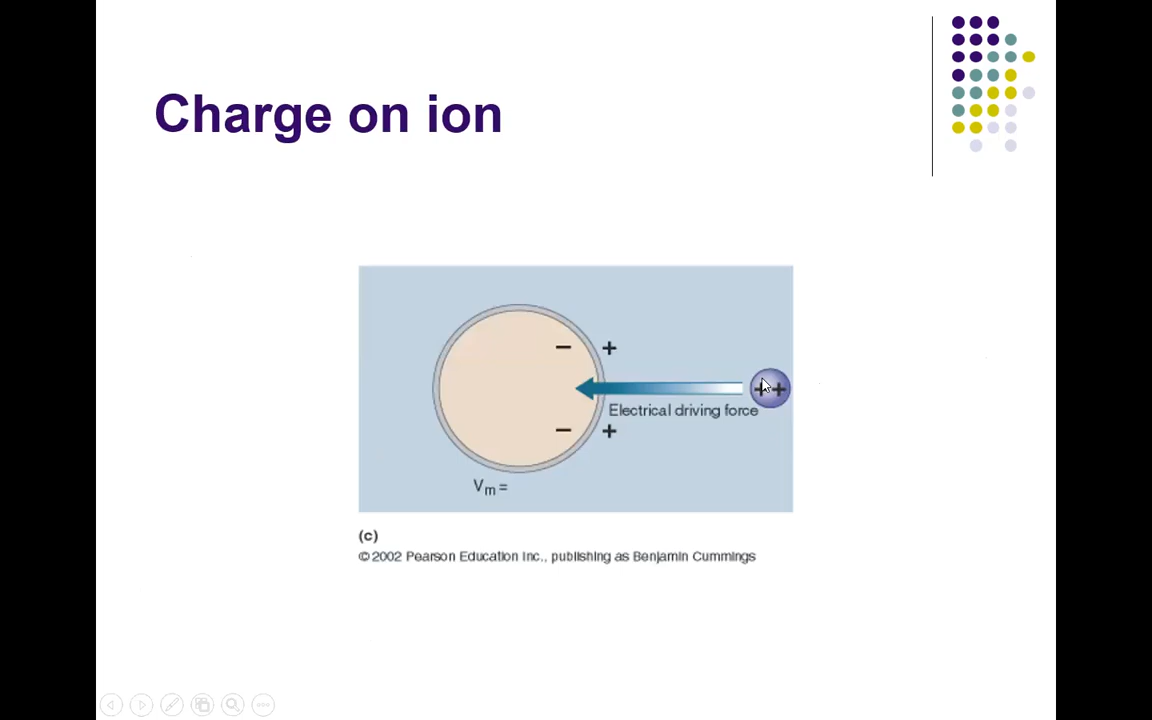 Charge on ion
− +
++
Electrical driving force
− +
Vm =
(c)
© 2002 Pearson Education Inc., publishing as Benjamin Cummings